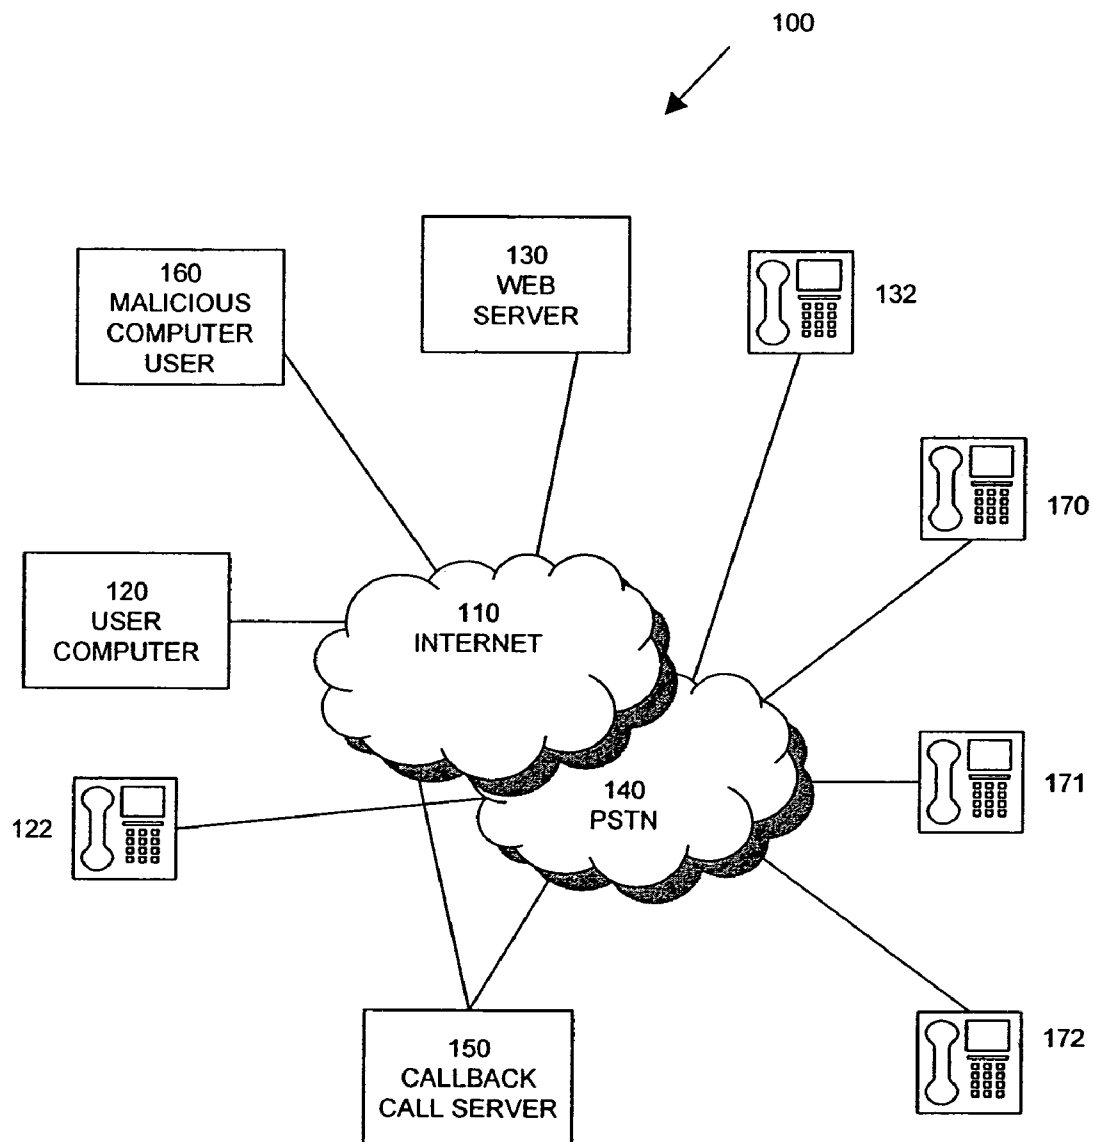 100
160
MALICIOUS
COMPUTER
USER
130
WEB
SERVER
132
170
120
USER
COMPUTER
110
INTERNET
171
140
PSTN
122
150
CALLBACK
CALL SERVER
172